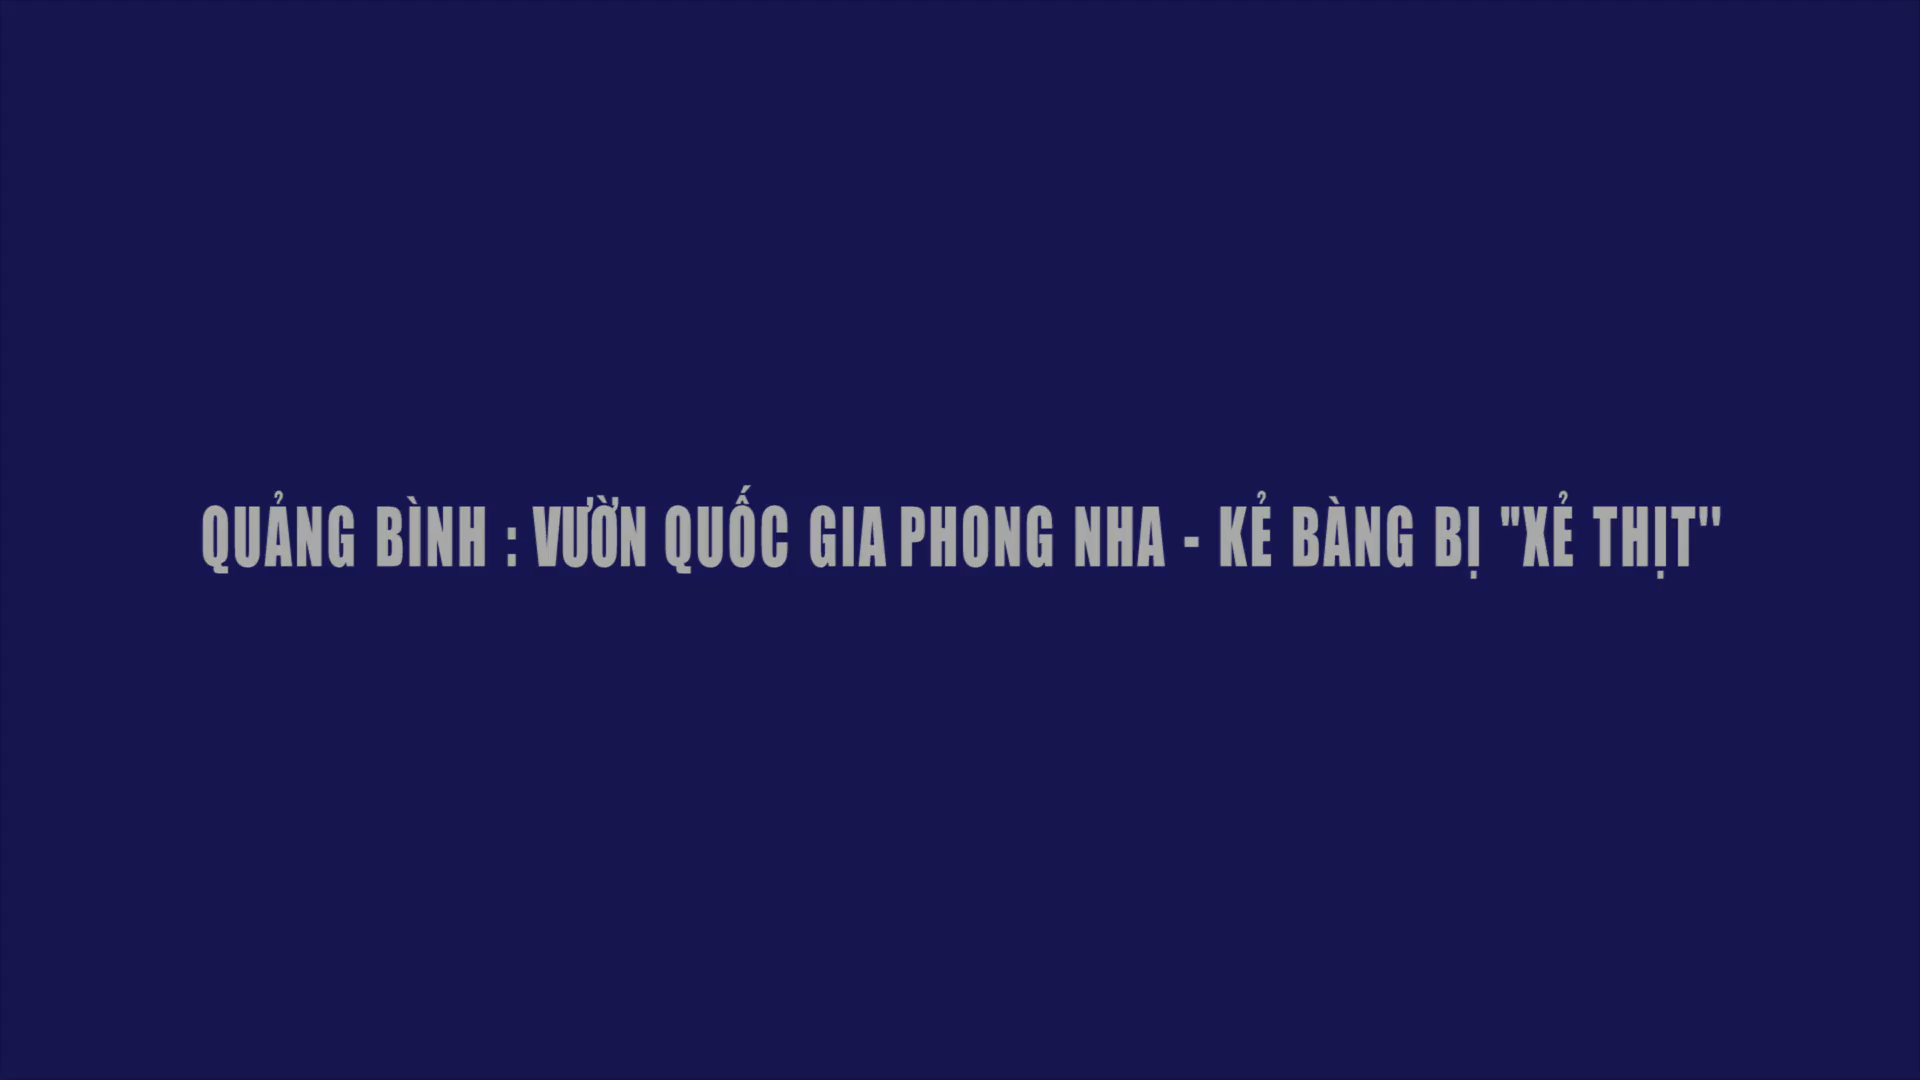 QUẢNG BÌNH : VƯỜN QUỐC GIA PHONG NHA - KẺ BÀNG BỊ "XẺ THỊT"